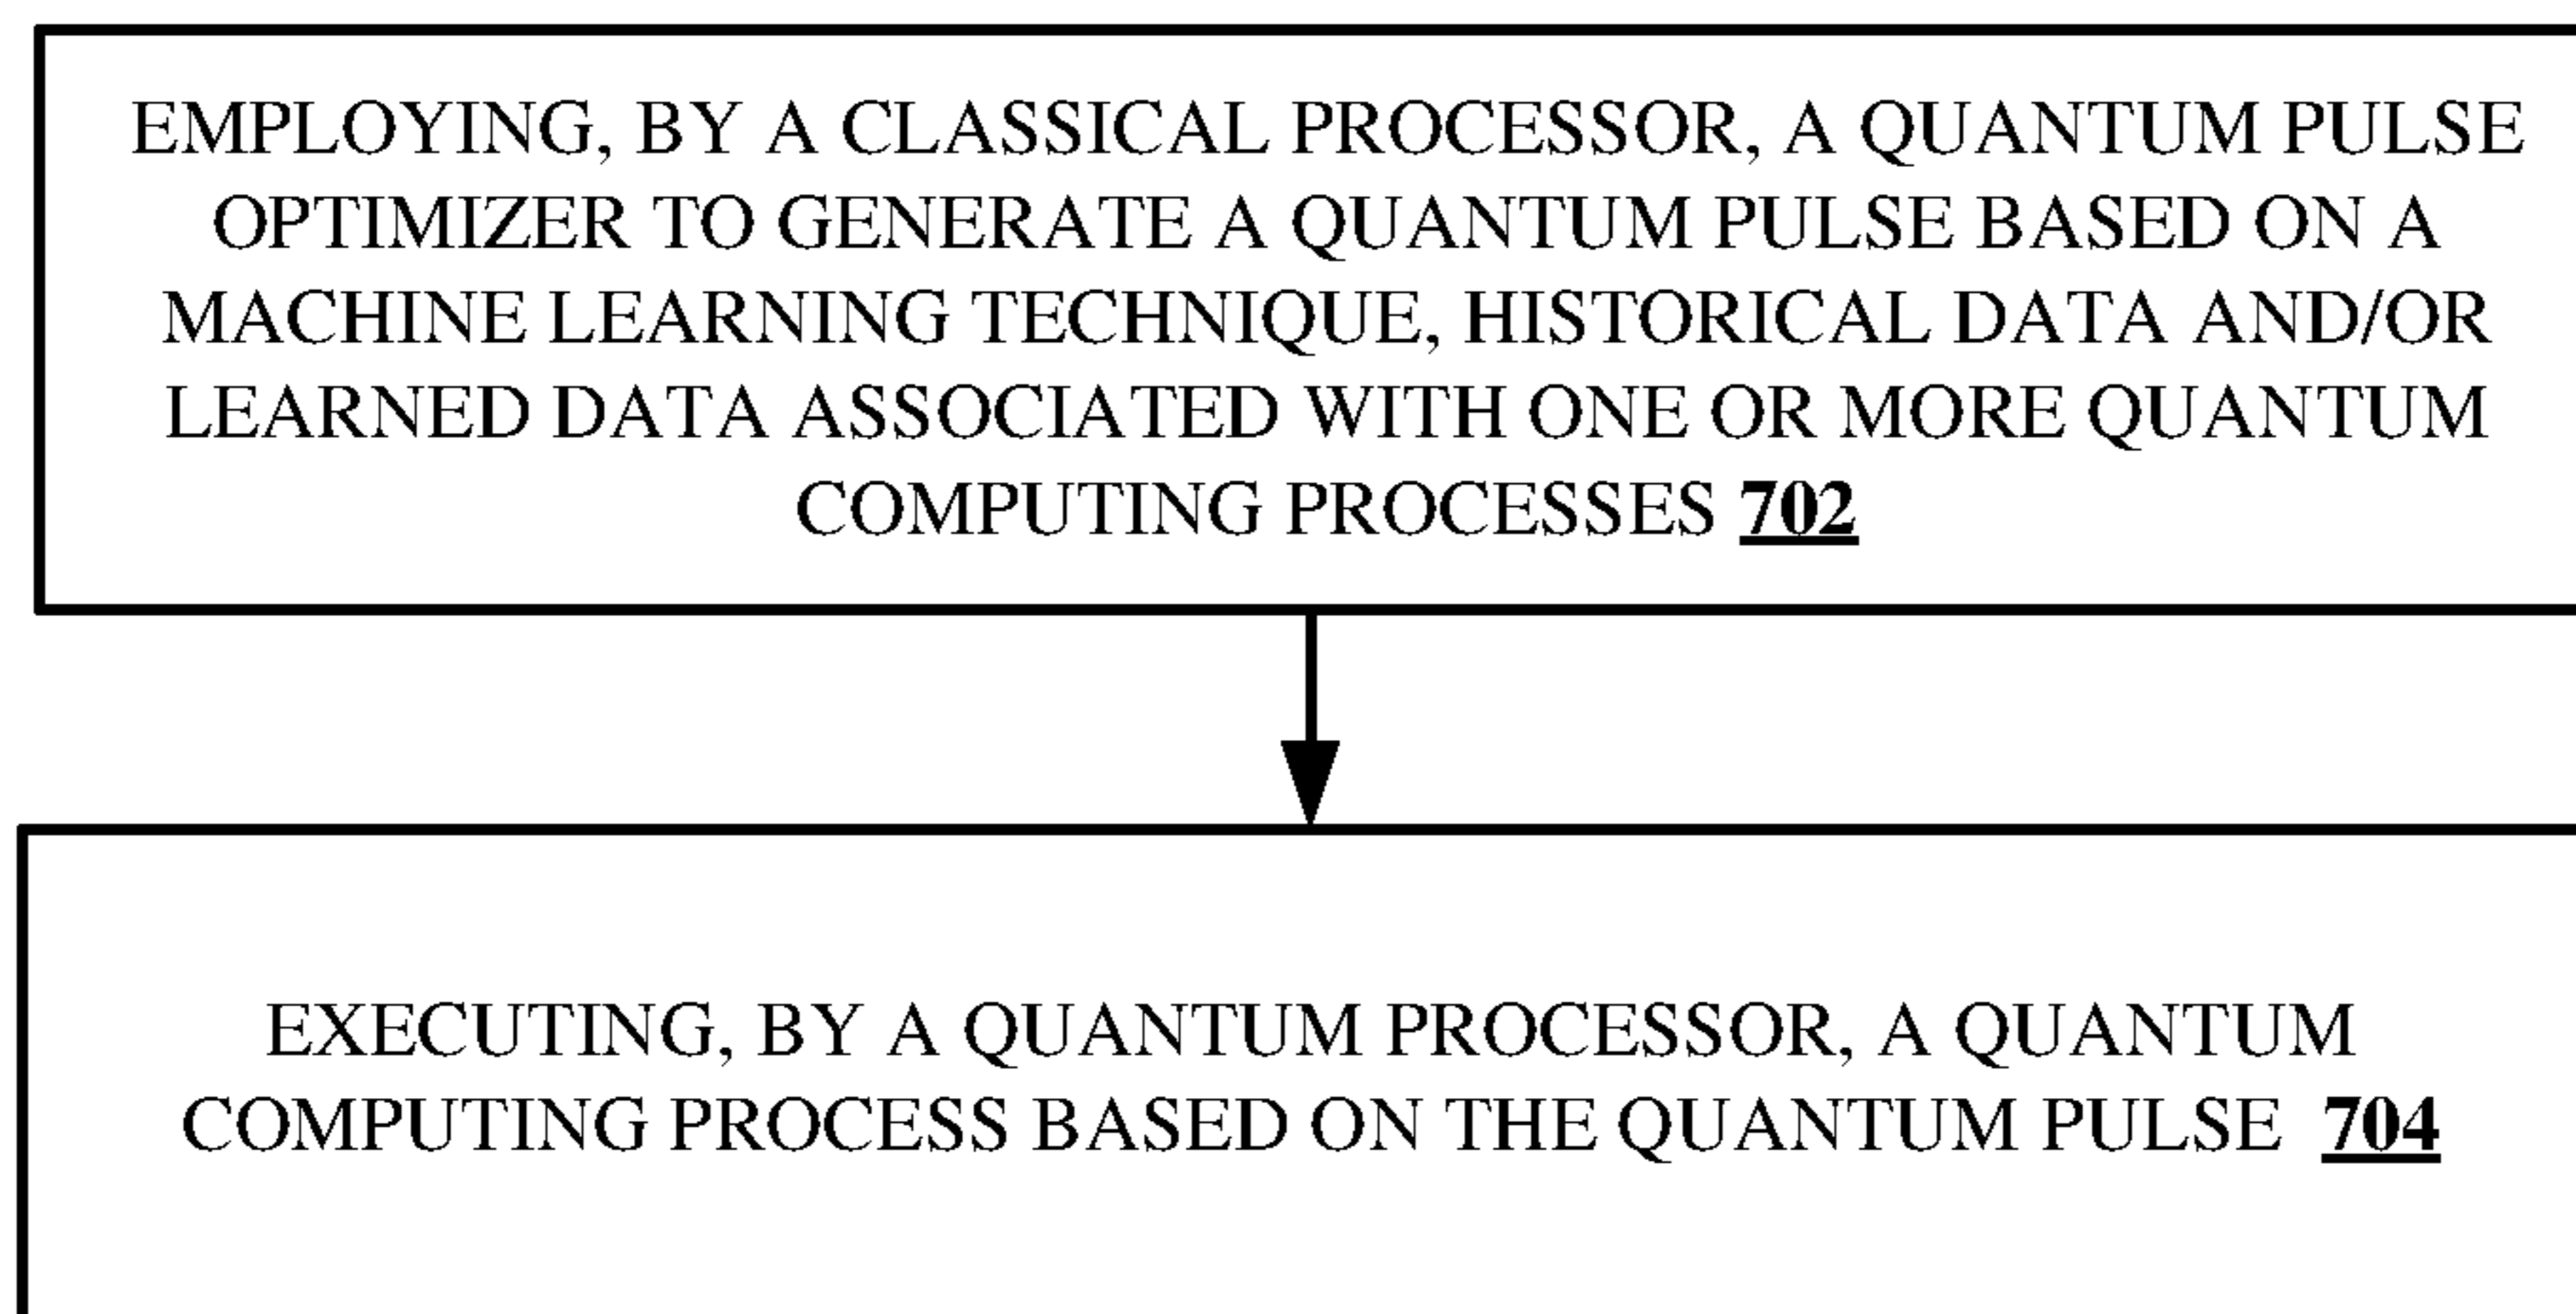 EMPLOYING, BY A CLASSICAL PROCESSOR, A QUANTUM PULSE
OPTIMIZER TO GENERATE A QUANTUM PULSE BASED ON A
MACHINE LEARNING TECHNIQUE, HISTORICAL DATA AND/OR
LEARNED DATA ASSOCIATED WITH ONE OR MORE QUANTUM
COMPUTING PROCESSES 702
EXECUTING, BY A QUANTUM PROCESSOR, A QUANTUM
COMPUTING PROCESS BASED ON THE QUANTUM PULSE 704